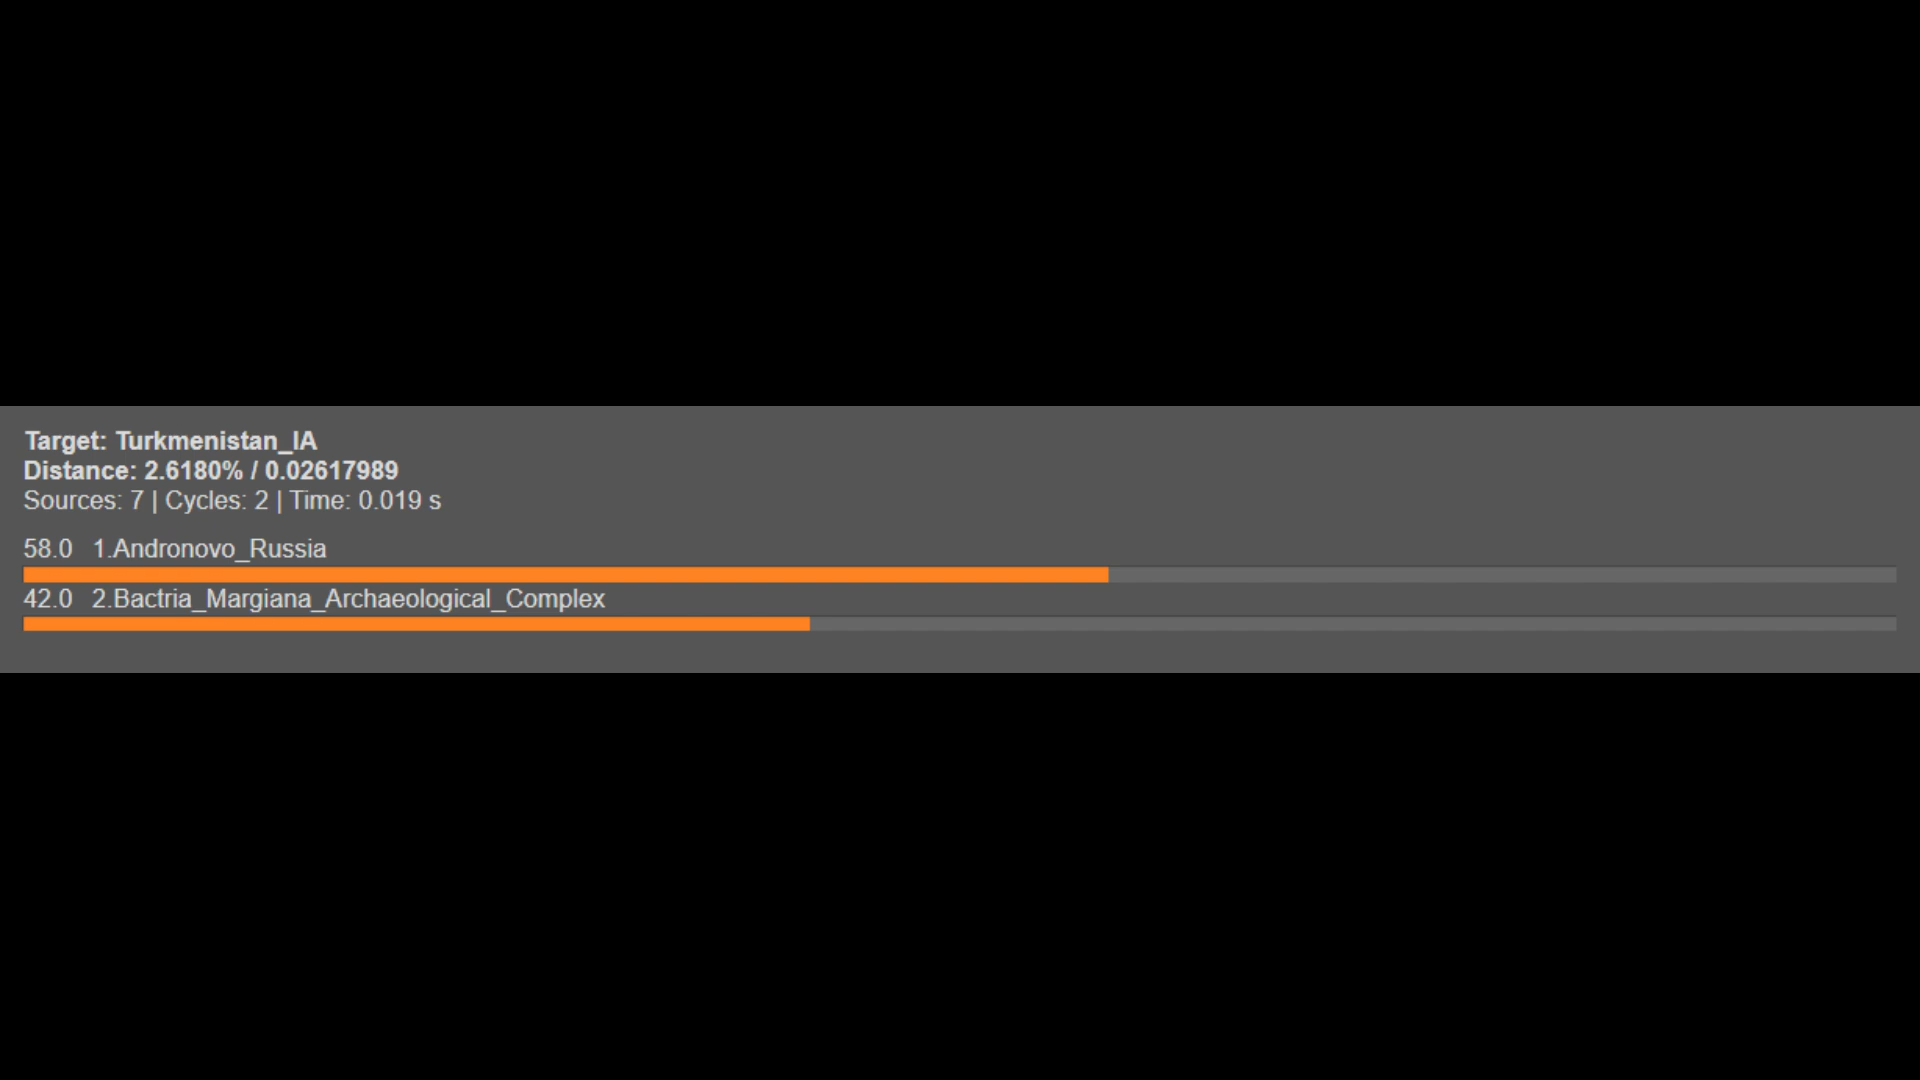 Target: Turkmenistan_IA
Distance: 2.6180% / 0.02617989
Sources: 7 | Cycles: 2 | Time: 0.019 s
58.0 1.Andronovo_Russia
42.0 2.Bactria_Margiana_Archaeological_Complex